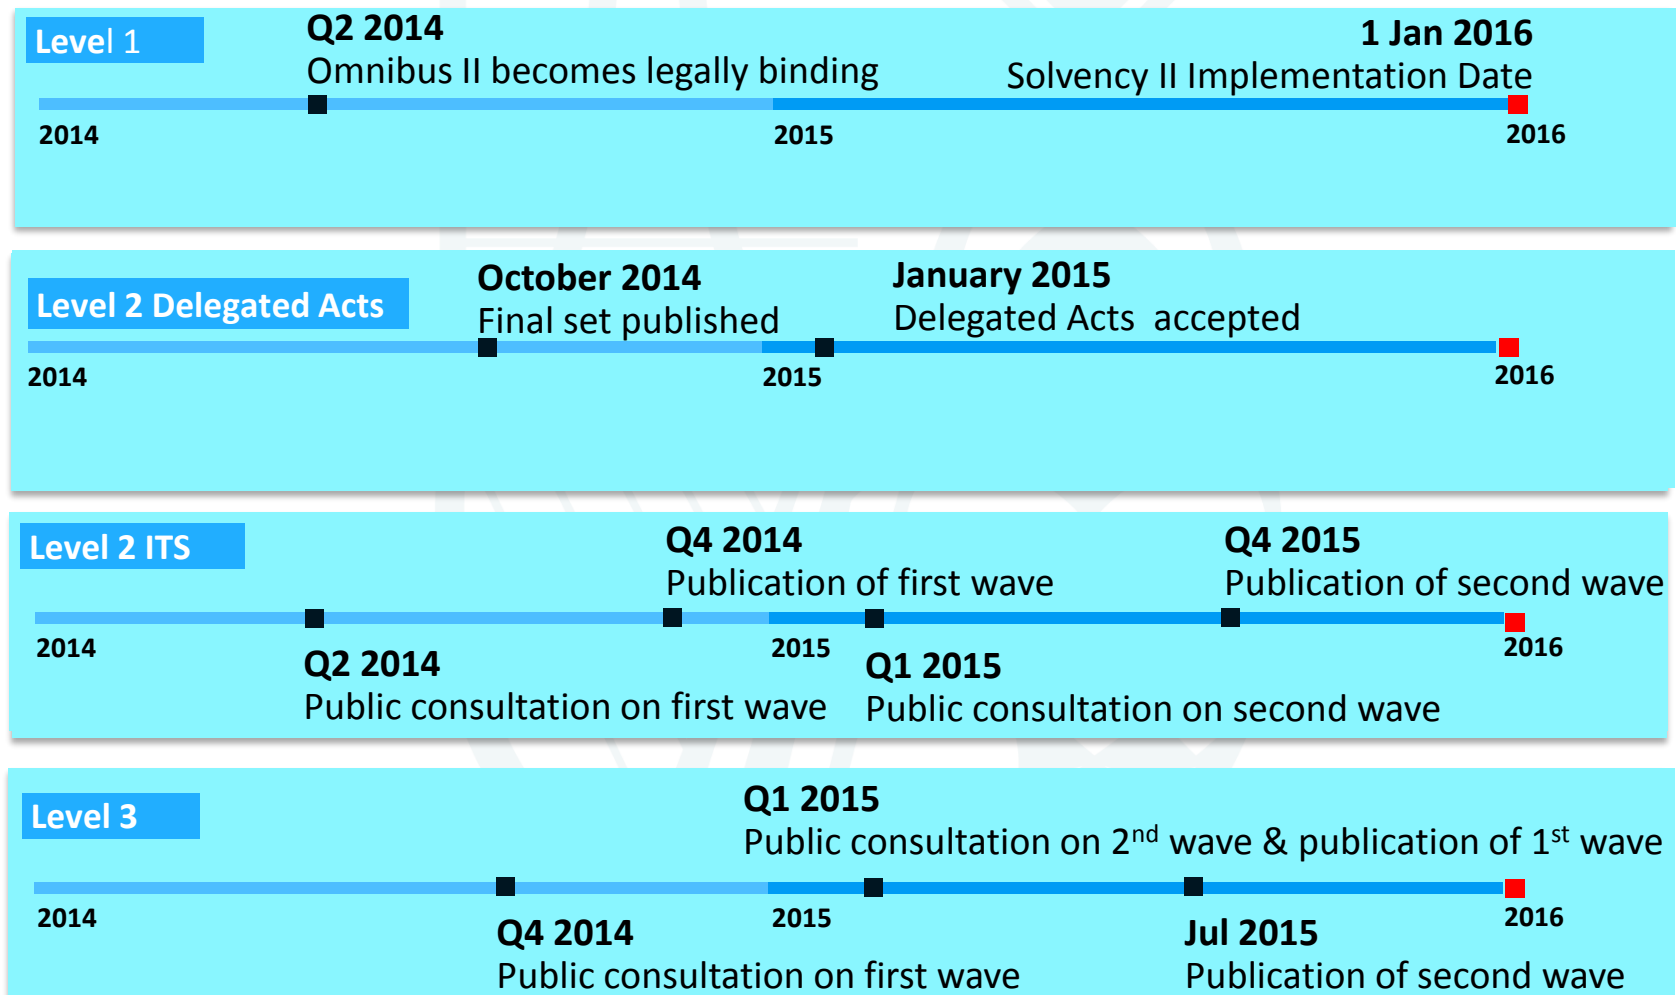 Level 1
Q2 2014
Omnibus II becomes legally binding
1 Jan 2016
Solvency II Implementation Date
2014
2015
2016
Level 2 Delegated Acts
October 2014
Final set published
January 2015
Delegated Acts accepted
2014
2015
2016
Level 2 ITS
Q4 2014
Publication of first wave
Q4 2015
Publication of second wave
2014
2015
2016
Q2 2014
Public consultation on first wave
Q1 2015
Public consultation on second wave
Level 3
Q1 2015
Public consultation on 2nd wave & publication of 1st wave
2014
2015
2016
Q4 2014
Public consultation on first wave
Jul 2015
Publication of second wave